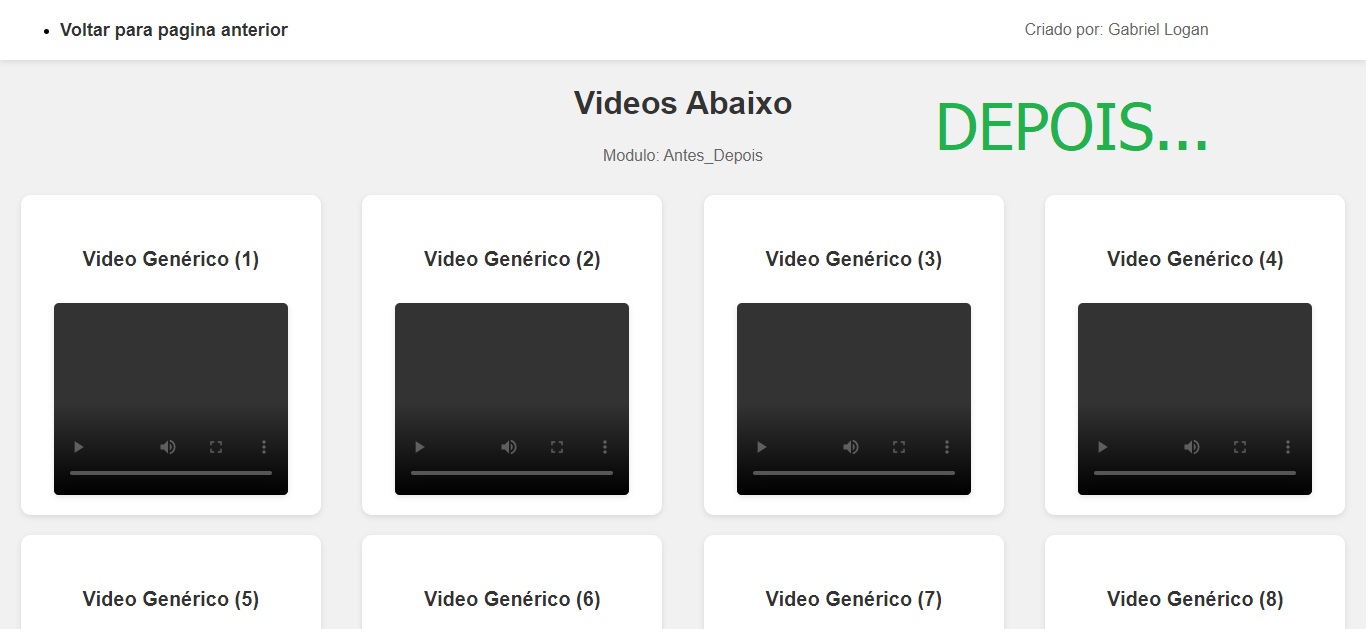 Voltar para pagina anterior
Criado por: Gabriel Logan
Videos Abaixo
DEPOIS...
Modulo: Antes_Depois
Video Genérico (1)
Video Genérico (2)
Video Genérico (3)
Video Genérico (4)
Video Genérico (5)
Video Genérico (6)
Video Genérico (7)
Video Genérico (8)